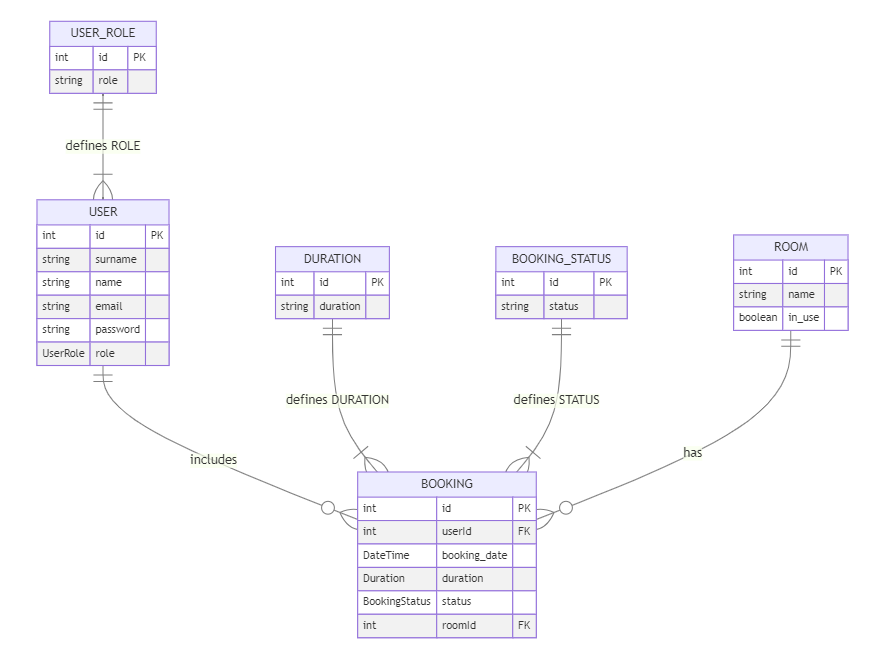 USER_ROLE
int id PK
string role
defines ROLE
USER
int id PK
string surname
string name
string email
string password
UserRole role
DURATION
int id PK
string duration
BOOKING_STATUS
int id PK
string status
ROOM
int id PK
string name
boolean in_use
defines DURATION
defines STATUS
includes
has
BOOKING
int id PK
int userId FK
DateTime booking_date
Duration duration
BookingStatus status
int roomId FK